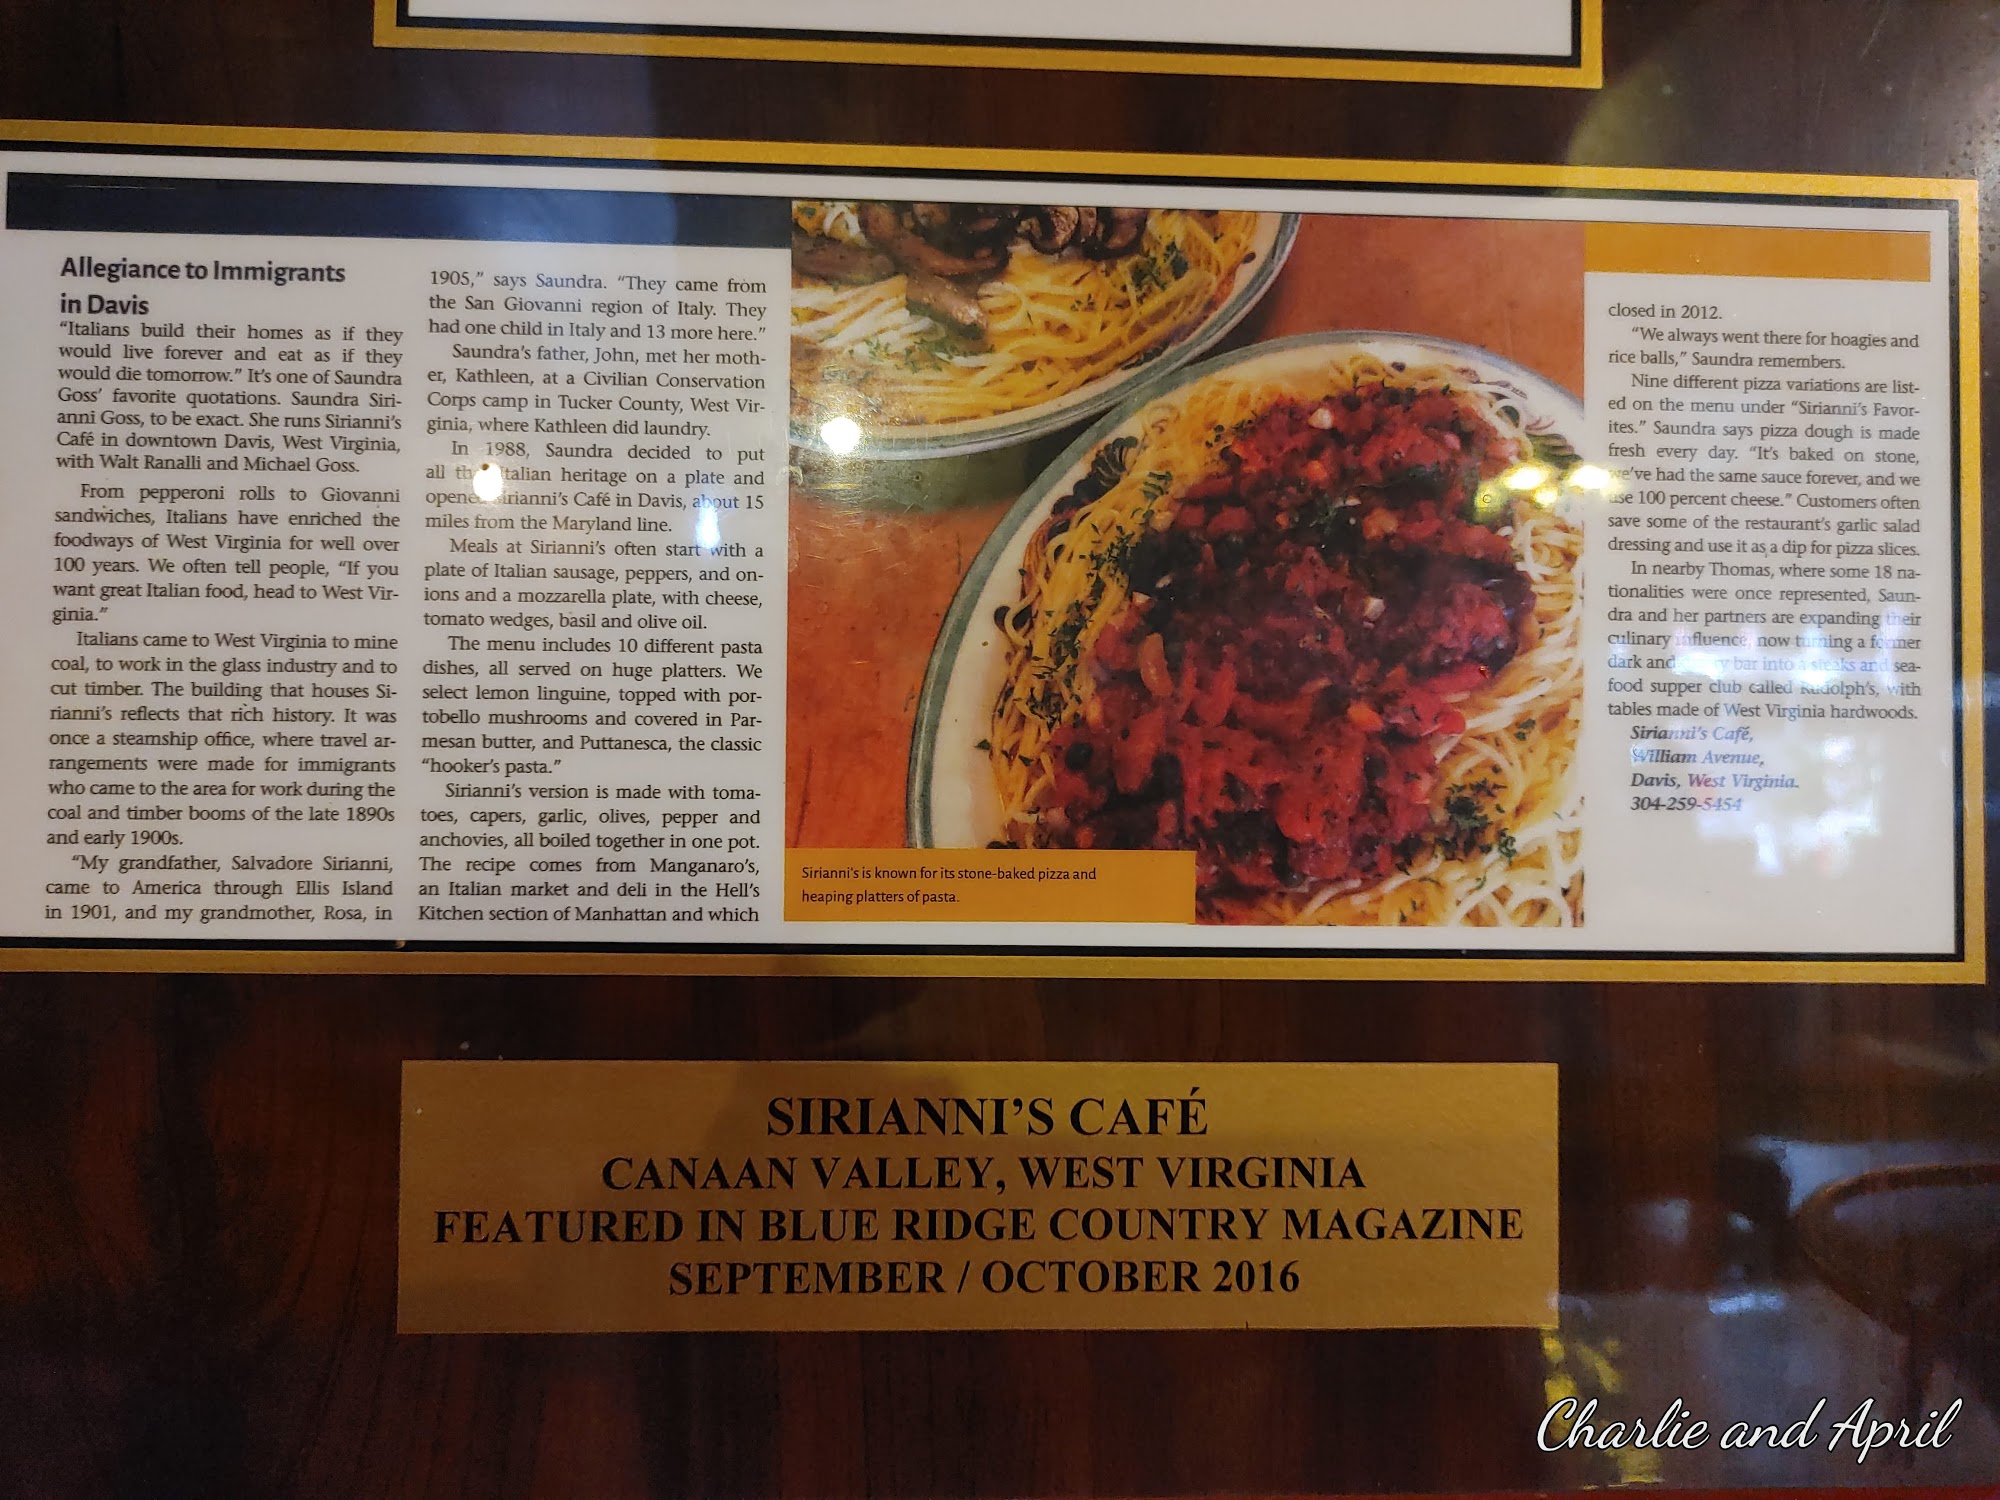 Allegiance to Immigrants
in Davis
“Italians build their homes as if they
would live forever and eat as if they
would die tomorrow.” It’s one of Saundra
Goss’ favorite quotations. Saundra Siri-
anni Goss, to be exact. She runs Sirianni’s
Café in downtown Davis, West Virginia,
with Walt Ranalli and Michael Goss.
From pepperoni rolls to Giovanni
sandwiches, Italians have enriched the
foodways of West Virginia for well over
100 years. We often tell people, “If you
want great Italian food, head to West Vir-
ginia.”
Italians came to West Virginia to mine
coal, to work in the glass industry and to
cut timber. The building that houses Si-
rianni’s reflects that rich history. It was
once a steamship office, where travel ar-
rangements were made for immigrants
who came to the area for work during the
coal and timber booms of the late 1890s
and early 1900s.
“My grandfather, Salvadore Sirianni,
came to America through Ellis Island
in 1901, and my grandmother, Rosa, in
1905,” says Saundra. “They came from
the San Giovanni region of Italy. They
had one child in Italy and 13 more here.”
Saundra’s father, John, met her moth-
er, Kathleen, at a Civilian Conservation
Corps camp in Tucker County, West Vir-
ginia, where Kathleen did laundry.
In 1988, Saundra decided to put
all Italian heritage on a plate and
opened Sirianni’s Café in Davis, about 15
miles from the Maryland line.
Meals at Sirianni’s often start with a
plate of Italian sausage, peppers, and on-
ions and a mozzarella plate, with cheese,
tomato wedges, basil and olive oil.
The menu includes 10 different pasta
dishes, all served on huge platters. We
select lemon linguine, topped with por-
tobello mushrooms and covered in Par-
mesan butter, and Puttanesca, the classic
“hooker’s pasta.”
Sirianni’s version is made with toma-
toes, capers, garlic, olives, pepper and
anchovies, all boiled together in one pot.
The recipe comes from Manganaro’s,
an Italian market and deli in the Hell’s
Kitchen section of Manhattan and which
Sirianni’s is known for its stone-baked pizza and
heaping platters of pasta.
closed in 2012.
“We always went there for hoagies and
rice balls,” Saundra remembers.
Nine different pizza variations are list-
ed on the menu under “Sirianni’s Favor-
ites.” Saundra says pizza dough is made
fresh every day. “It’s baked on stone,
we’ve had the same sauce forever, and we
use 100 percent cheese.” Customers often
save some of the restaurant’s garlic salad
dressing and use it as a dip for pizza slices.
In nearby Thomas, where some 18 na-
tionalities were once represented, Saun-
dra and her partners are expanding their
culinary influence, now turning a former
dark and bar into a steaks and sea-
food supper club called Rudolph’s, with
tables made of West Virginia hardwoods.
Sirianni’s Café,
William Avenue,
Davis, West Virginia.
304-259-5454
SIRIANNI’S CAFÉ
CANAAN VALLEY, WEST VIRGINIA
FEATURED IN BLUE RIDGE COUNTRY MAGAZINE
SEPTEMBER / OCTOBER 2016
Charlie and April